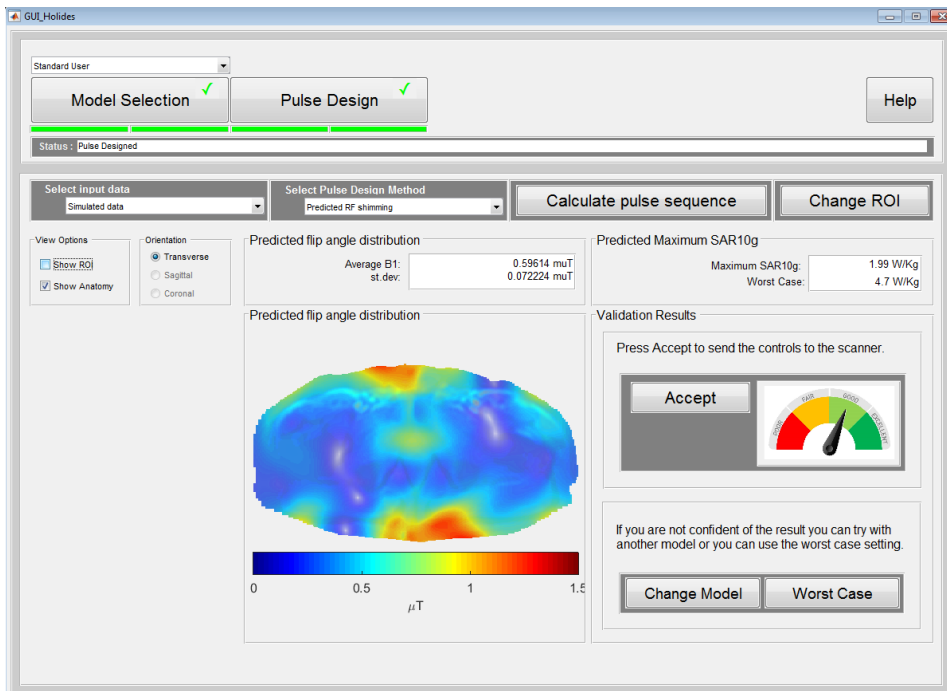 GUI_Holides
Standard User
Model Selection ✓
Pulse Design ✓
Help
Status : Pulse Designed
Select input data
Simulated data
Select Pulse Design Method
Predicted RF shimming
Calculate pulse sequence
Change ROI
View Options
Show ROI
Show Anatomy
Orientation
Transverse
Sagittal
Coronal
Predicted flip angle distribution
Average B1: 0.59614 muT
st.dev: 0.072224 muT
Predicted Maximum SAR10g
Maximum SAR10g: 1.99 W/Kg
Worst Case: 4.7 W/Kg
Predicted flip angle distribution
0 0.5 1 1.5
μT
Validation Results
Press Accept to send the controls to the scanner.
Accept
POOR FAIR GOOD EXCELLANT
If you are not confident of the result you can try with
another model or you can use the worst case setting.
Change Model
Worst Case